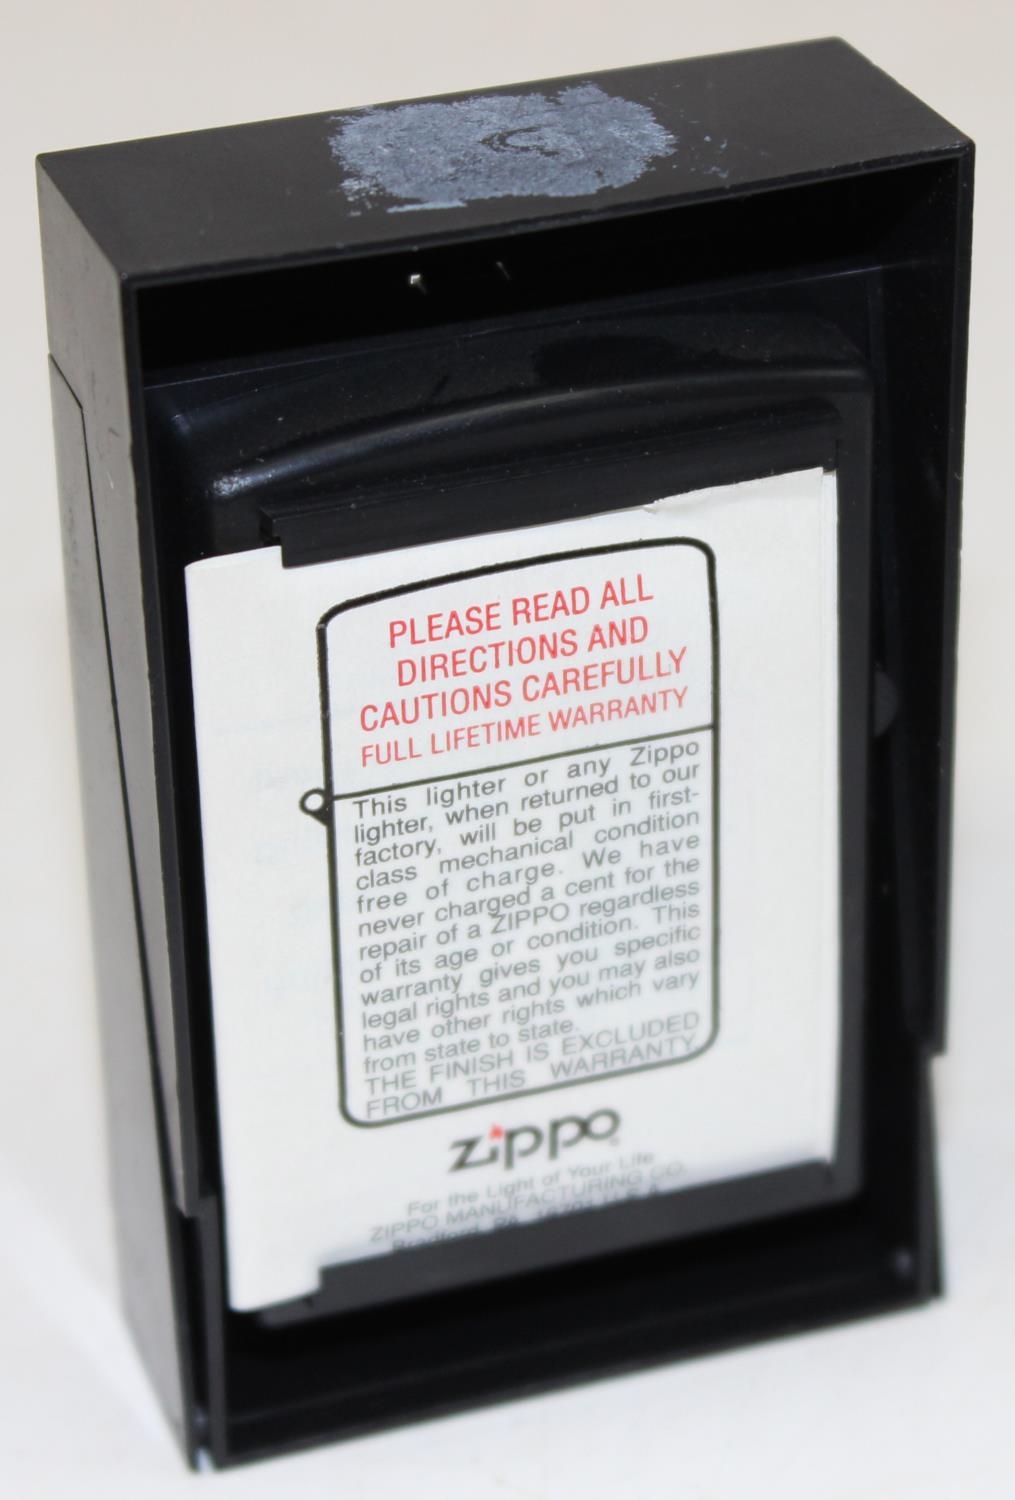 PLEASE READ ALL
DIRECTIONS AND
CAUTIONS CAREFULLY
FULL LIFETIME WARRANTY
This lighter or any Zippo
lighter, when returned to our
factory, will be put in first-
class mechanical condition
free of charge. We have
never charged a cent for the
repair of a ZIPPO regardless
of its age or condition. This
warranty gives you specific
legal rights and you may also
have other rights which vary
from state to state.
THE FINISH IS EXCLUDED
FROM THIS WARRANTY.
zippo
For the Light of Your Life
ZIPPO MANUFACTURING CO.
Bradford, PA. 16701 U.S.A.